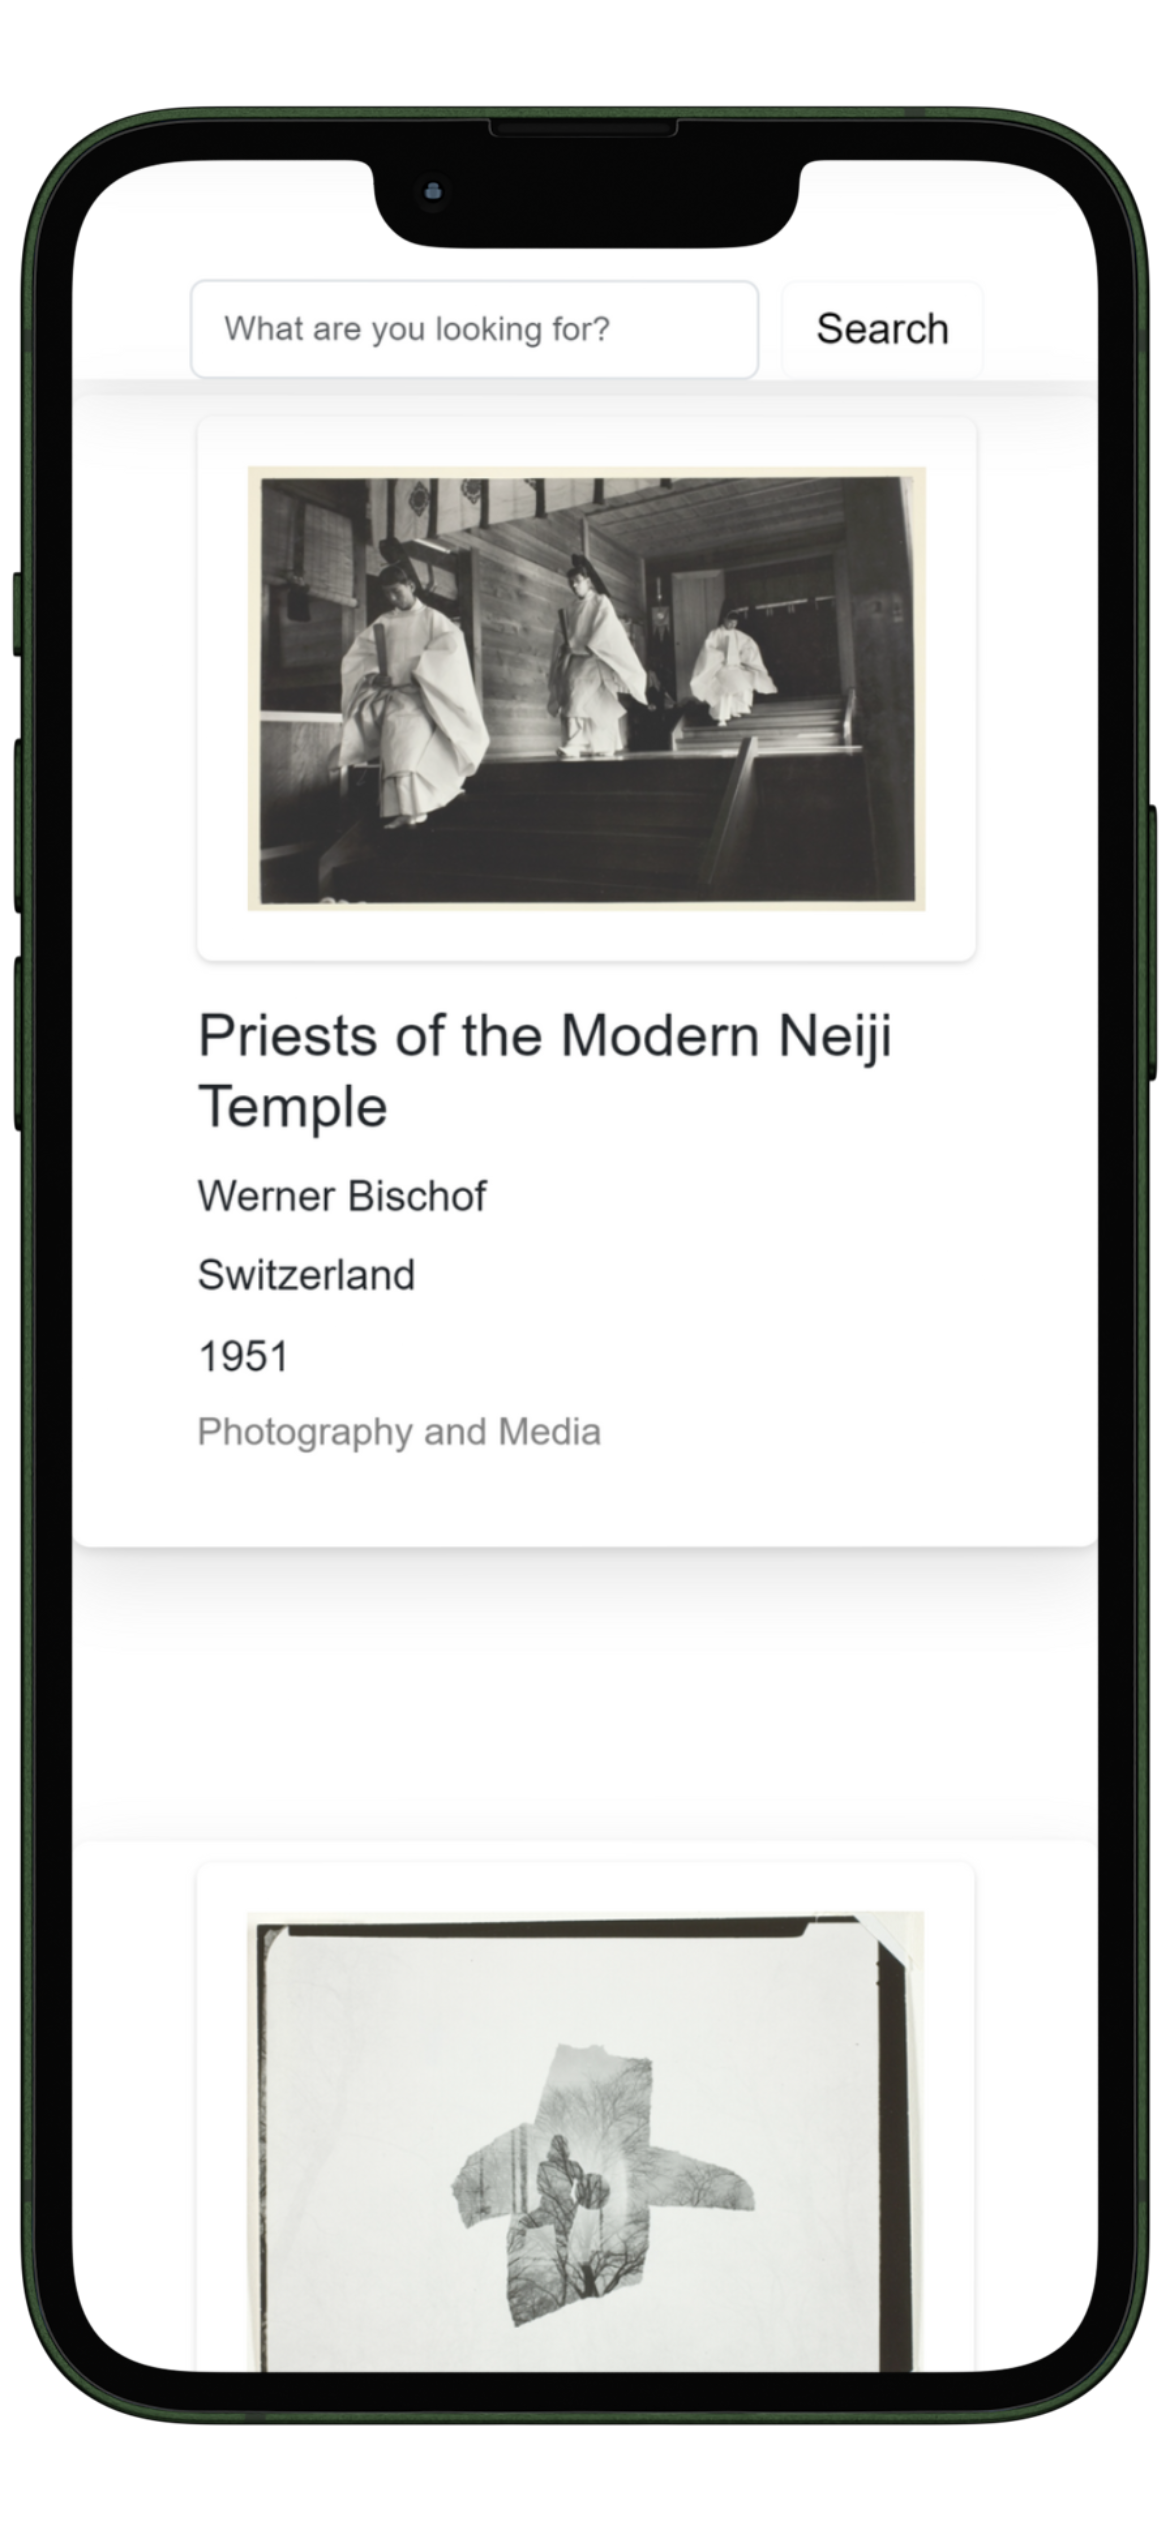 What are you looking for?
Search
Priests of the Modern Neiji
Temple
Werner Bischof
Switzerland
1951
Photography and Media